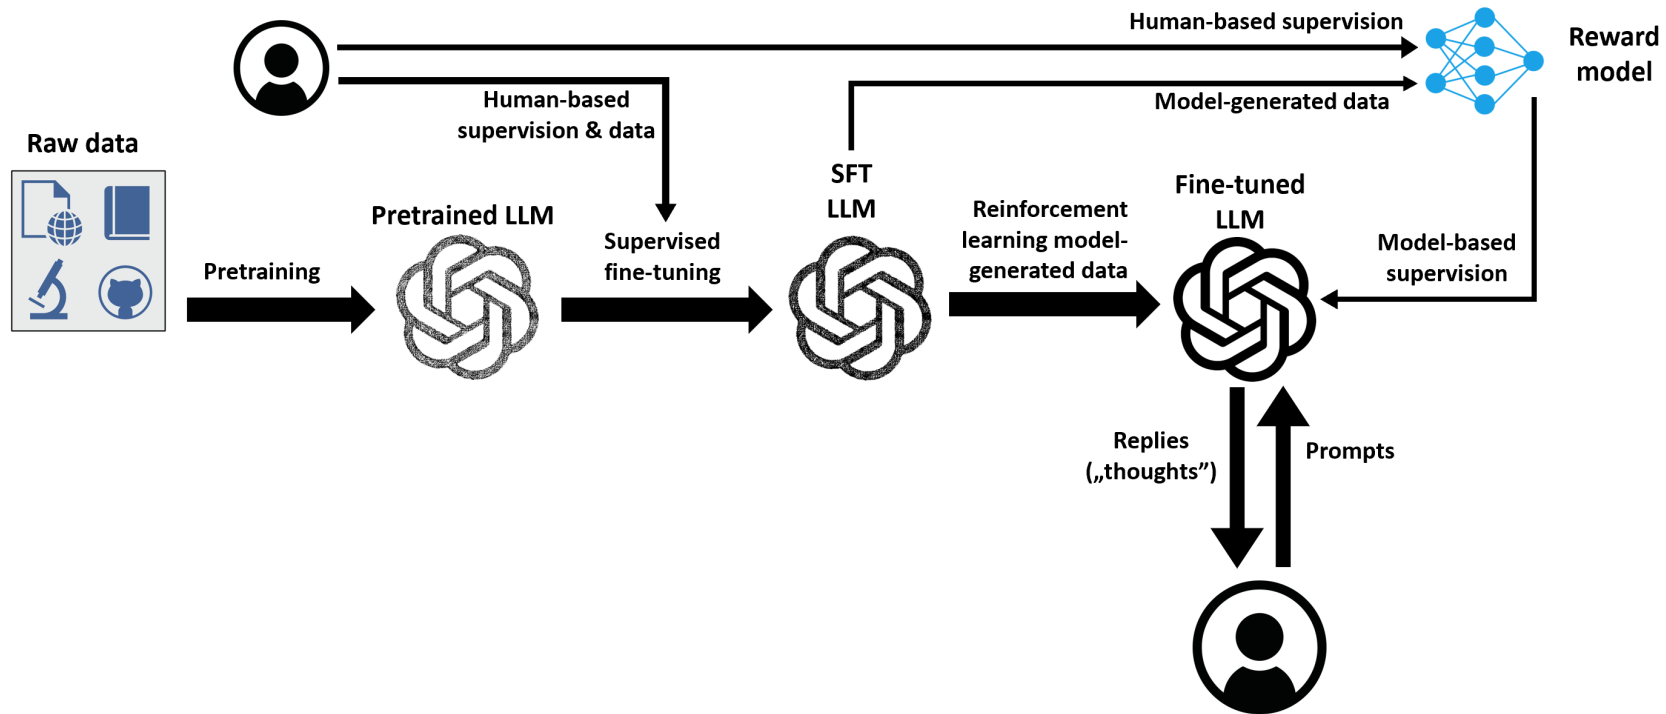 Human-based supervision
Reward
model
Human-based
supervision & data
Model-generated data
Raw data
Pretrained LLM
SFT
LLM
Fine-tuned
LLM
Pretraining
Supervised
fine-tuning
Reinforcement
learning model-
generated data
Model-based
supervision
Replies
(„thoughts”)
Prompts